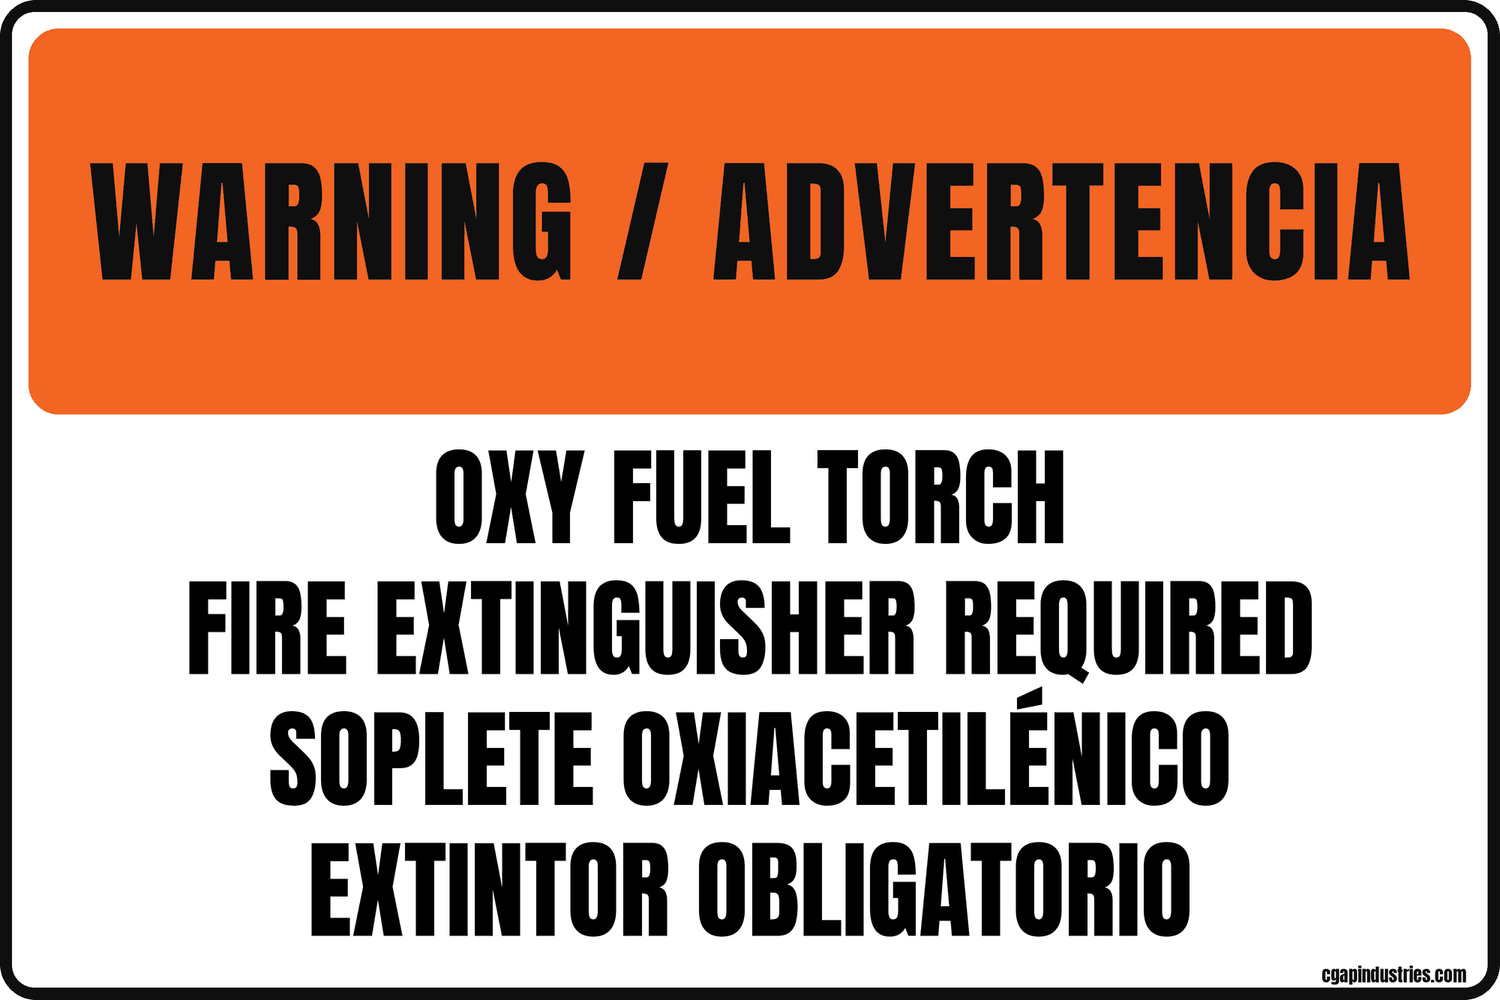 WARNING / ADVERTENCIA
OXY FUEL TORCH
FIRE EXTINGUISHER REQUIRED
SOPLETE OXIACETILÉNICO
EXTINTOR OBLIGATORIO
cgapindustries.com